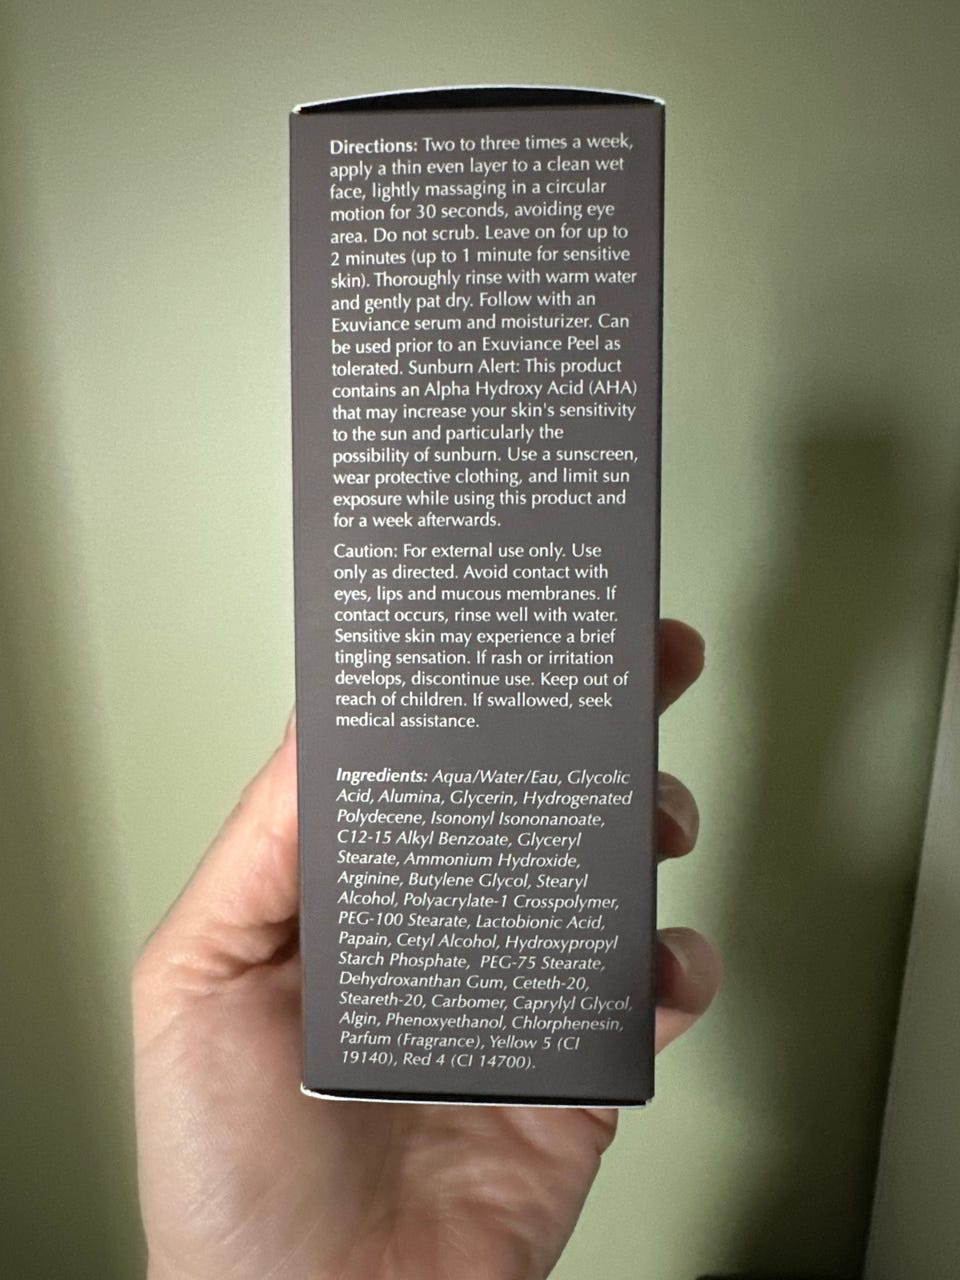 Directions: Two to three times a week,
apply a thin even layer to a clean wet
face, lightly massaging in a circular
motion for 30 seconds, avoiding eye
area. Do not scrub. Leave on for up to
2 minutes (up to 1 minute for sensitive
skin). Thoroughly rinse with warm water
and gently pat dry. Follow with an
Exuviance serum and moisturizer. Can
be used prior to an Exuviance Peel as
tolerated. Sunburn Alert: This product
contains an Alpha Hydroxy Acid (AHA)
that may increase your skin's sensitivity
to the sun and particularly the
possibility of sunburn. Use a sunscreen,
wear protective clothing, and limit sun
exposure while using this product and
for a week afterwards.
Caution: For external use only. Use
only as directed. Avoid contact with
eyes, lips and mucous membranes. If
contact occurs, rinse well with water.
Sensitive skin may experience a brief
tingling sensation. If rash or irritation
develops, discontinue use. Keep out of
reach of children. If swallowed, seek
medical assistance.
Ingredients: Aqua/Water/Eau, Glycolic
Acid, Alumina, Glycerin, Hydrogenated
Polydecene, Isononyl Isononanoate,
C12-15 Alkyl Benzoate, Glyceryl
Stearate, Ammonium Hydroxide,
Arginine, Butylene Glycol, Stearyl
Alcohol, Polyacrylate-1 Crosspolymer,
PEG-100 Stearate, Lactobionic Acid,
Papain, Cetyl Alcohol, Hydroxypropyl
Starch Phosphate, PEG-75 Stearate,
Dehydroxanthan Gum, Ceteth-20,
Steareth-20, Carbomer, Caprylyl Glycol,
Algin, Phenoxyethanol, Chlorphenesin,
Parfum (Fragrance), Yellow 5 (CI
19140), Red 4 (CI 14700).